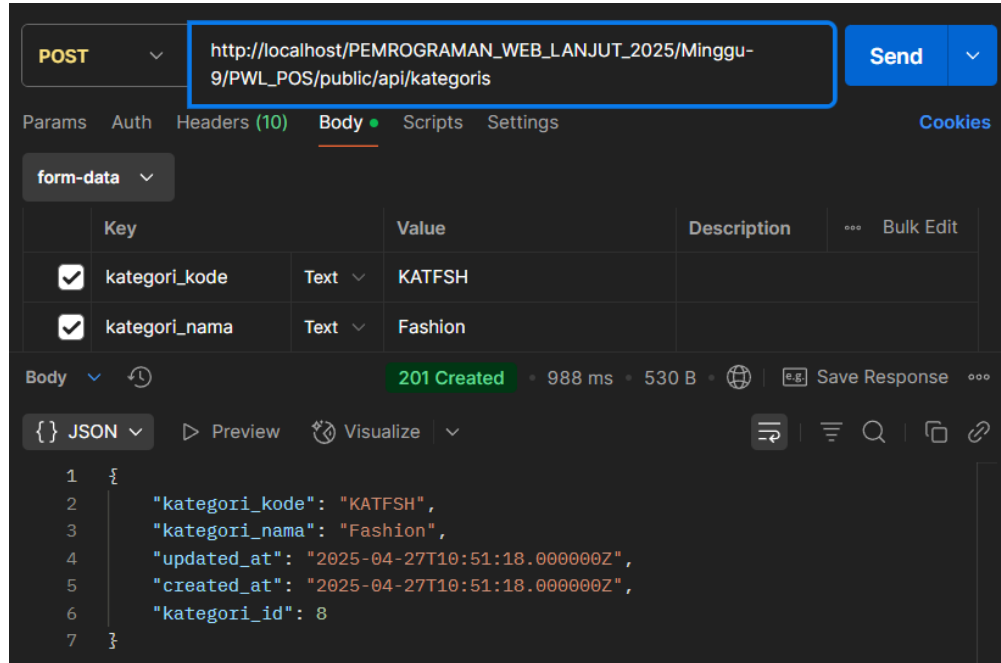 POST
http://localhost/PEMROGRAMAN_WEB_LANJUT_2025/Minggu-
9/PWL_POS/public/api/kategoris
Send
Params Auth Headers (10) Body Scripts Settings Cookies
form-data
Key Value Description Bulk Edit
kategori_kode Text KATFSH
kategori_nama Text Fashion
Body 201 Created 988 ms 530 B e.g. Save Response
{} JSON Preview Visualize
1 {
2 "kategori_kode": "KATFSH",
3 "kategori_nama": "Fashion",
4 "updated_at": "2025-04-27T10:51:18.000000Z",
5 "created_at": "2025-04-27T10:51:18.000000Z",
6 "kategori_id": 8
7 }